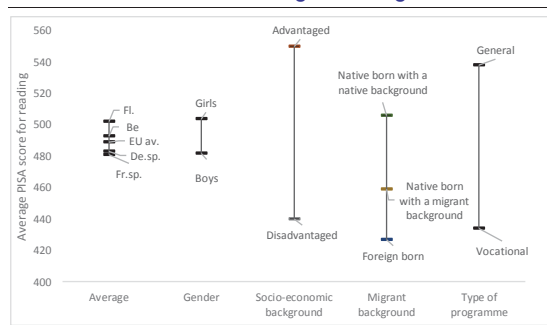 Average PISA score for reading
560
540
520
500
480
460
440
420
400
Fl.
Be
EU av.
De.sp.
Fr.sp.
Girls
Boys
Advantaged
Disadvantaged
Native born with a
native background
Native born
with a migrant
background
Foreign born
General
Vocational
Average
Gender
Socio-economic
background
Migrant
background
Type of
programme